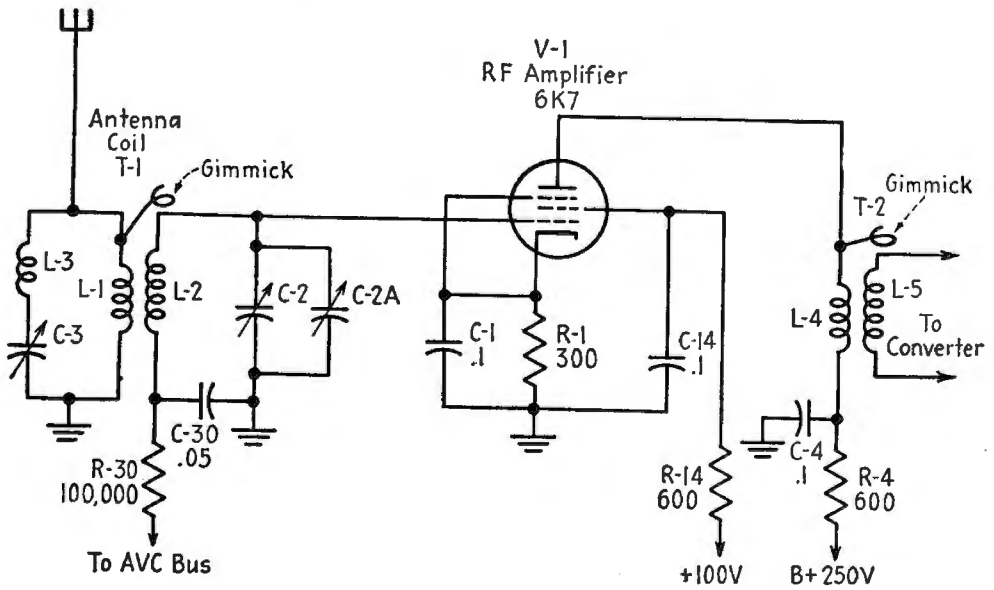 V-1
RF Amplifier
6K7
Antenna
Coil
T-1
Gimmick
Gimmick
T-2
L-3
L-1
L-2
C-2
C-2A
L-4
L-5
To
Converter
C-3
C-1
.1
R-1
300
C-14
.1
C-30
.05
R-30
100,000
C-4
.1
R-14
600
R-4
600
To AVC Bus
+100V
B+250V